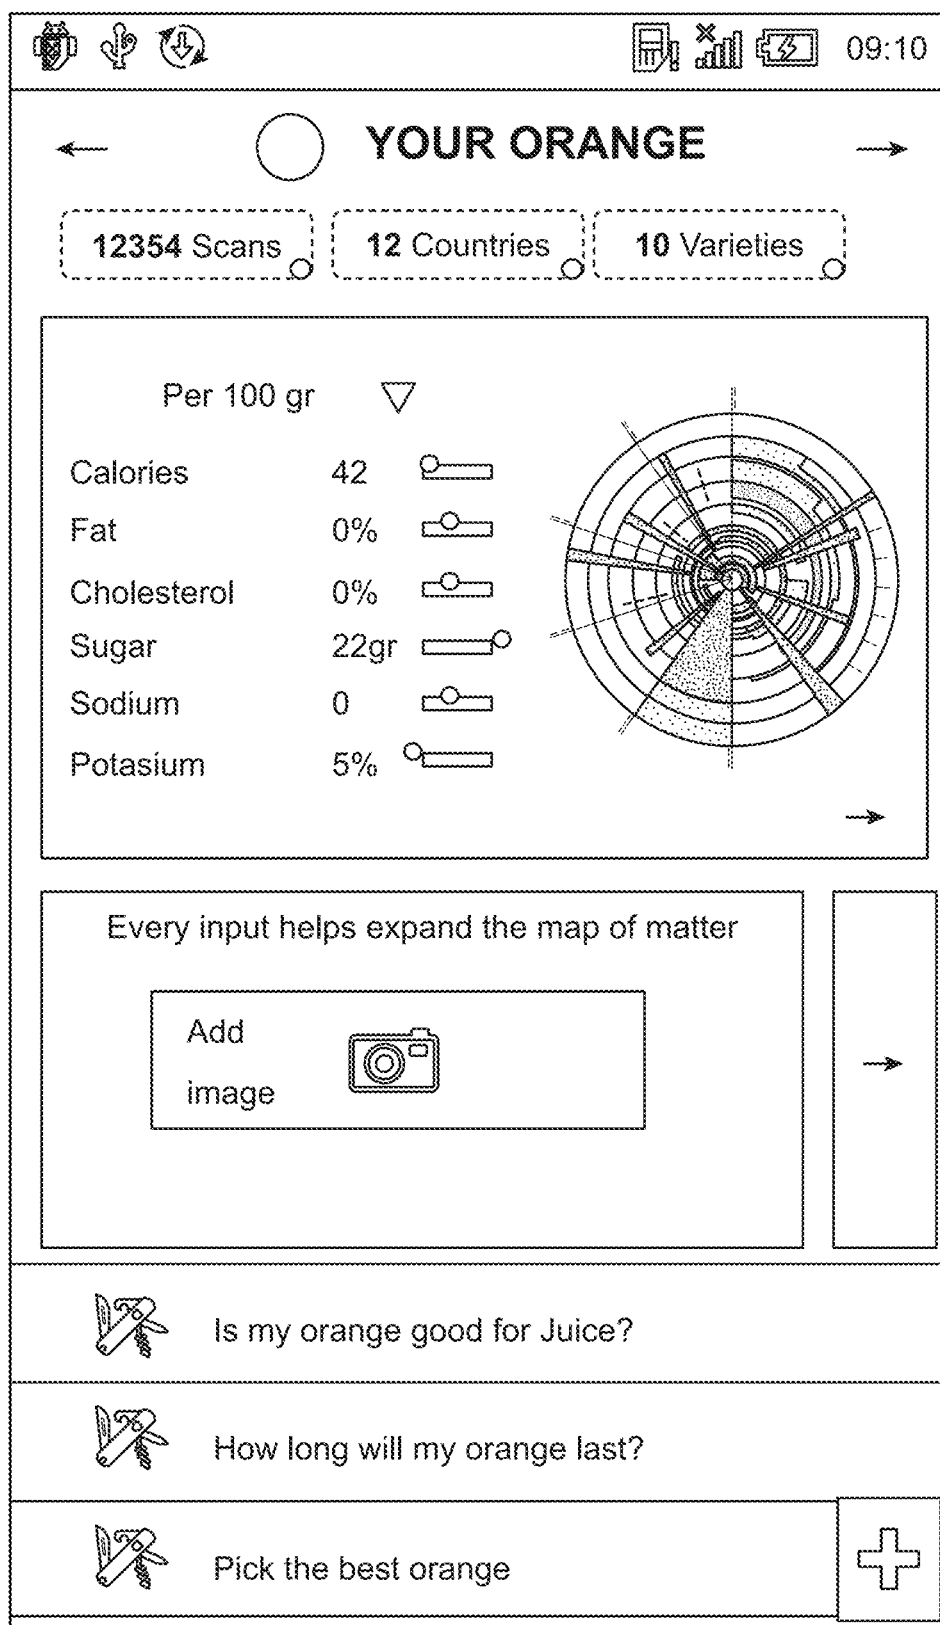 09:10
YOUR ORANGE
12354 Scans 12 Countries 10 Varieties
Per 100 gr
Calories 42
Fat 0%
Cholesterol 0%
Sugar 22gr
Sodium 0
Potasium 5%
Every input helps expand the map of matter
Add
image
Is my orange good for Juice?
How long will my orange last?
Pick the best orange